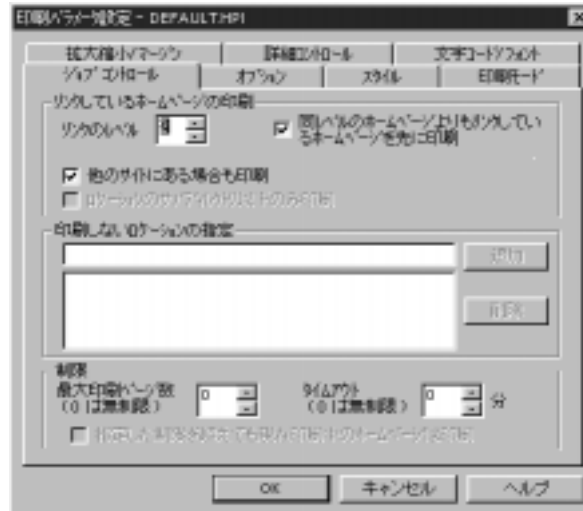 印刷パラメータ設定 - DEFAULT.HPI
拡大縮小/マージン
詳細コントロール
文字コード/フォント
ジョブコントロール
オプション
スタイル
印刷モード
リンクしているホームページの印刷
リンクのレベル
同レベルのホームページよりもリンクしているホームページを先に印刷
他のサイトにある場合も印刷
印刷しないロケーションの指定
追加
削除
制限
最大印刷ページ数
(0は無制限)
0
タイムアウト
(0は無制限)
0
分
OK
キャンセル
ヘルプ